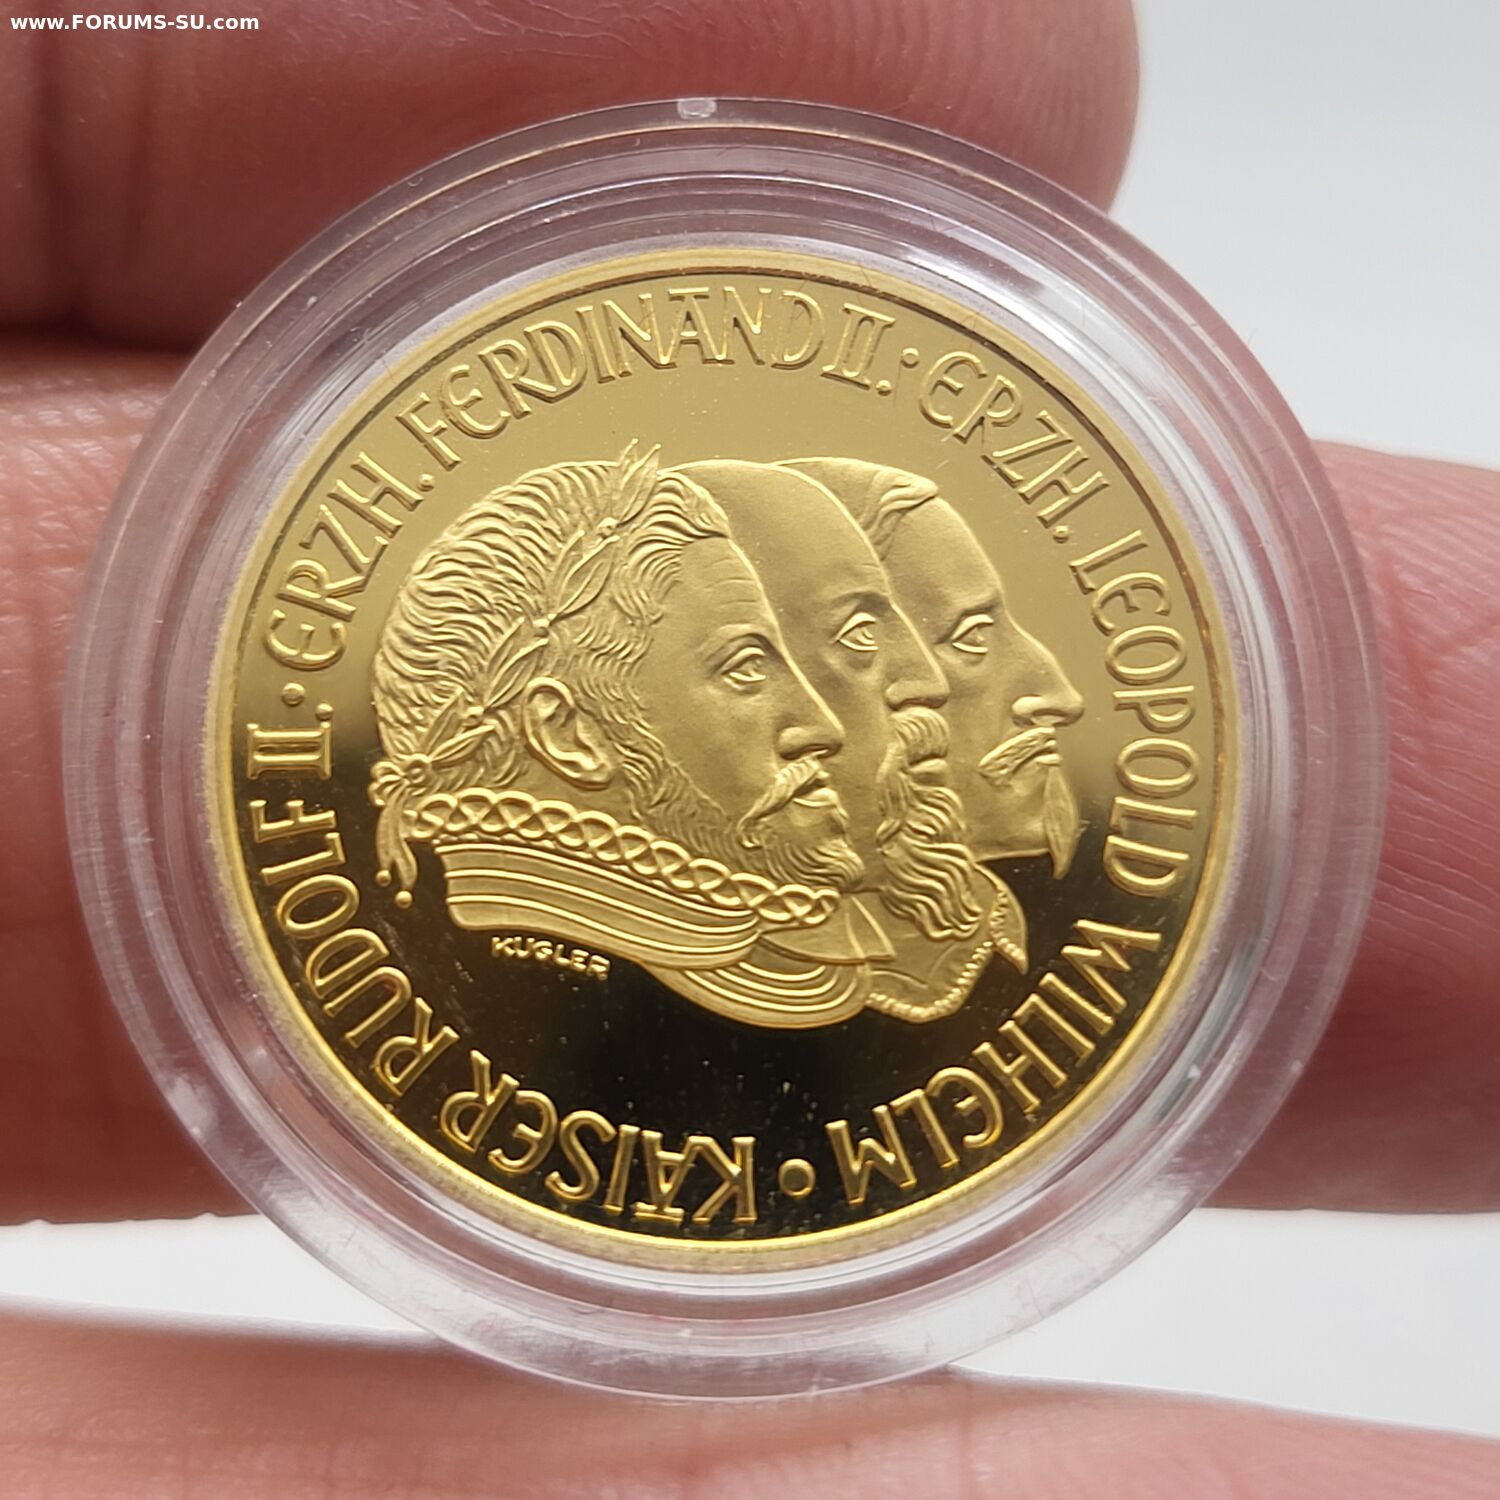 www.FORUMS-SU.com
KAISER RUDOLF II. · ERZH. FERDINAND II. · ERZH. LEOPOLD WILHELM ·
KUGLER